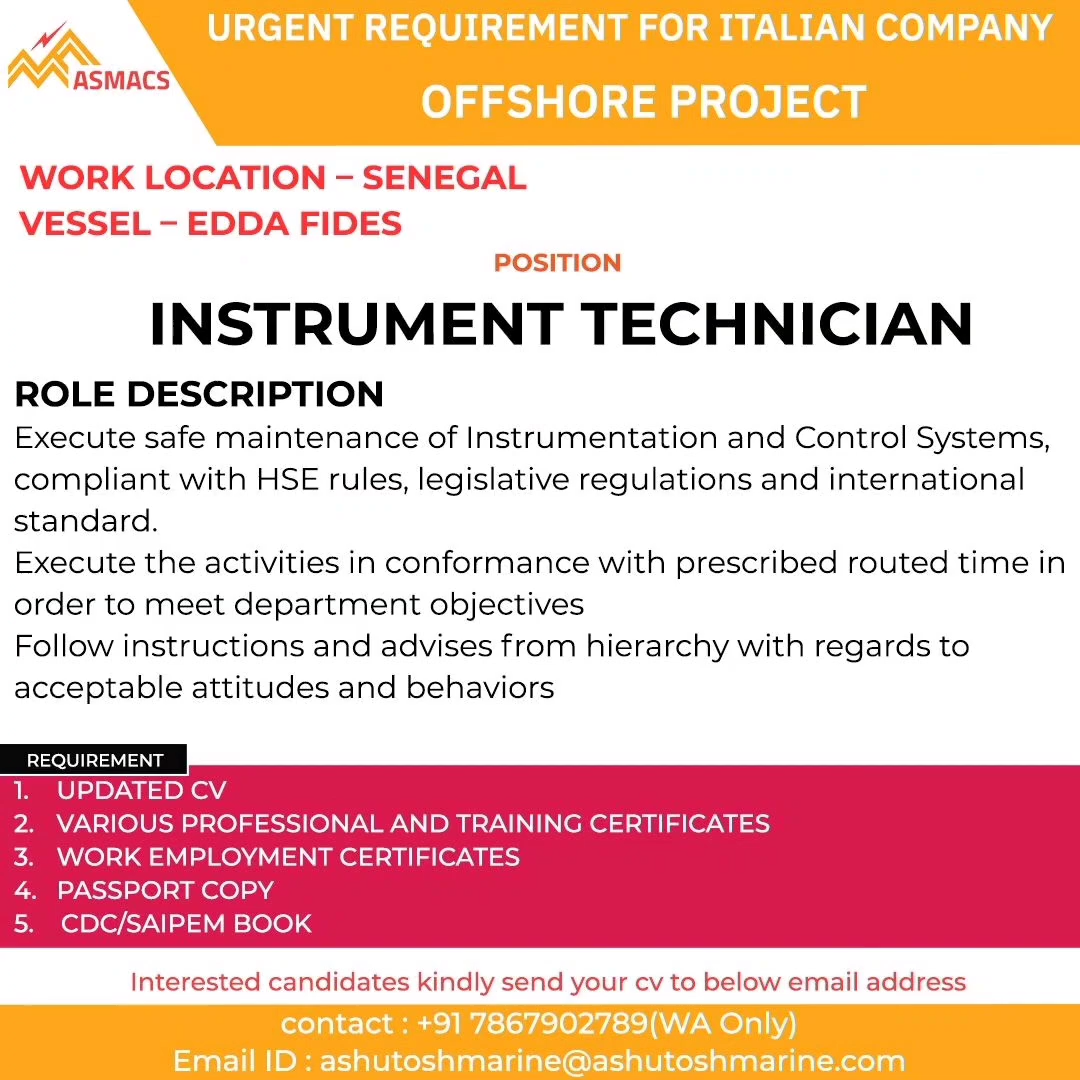 ASMACS
URGENT REQUIREMENT FOR ITALIAN COMPANY
OFFSHORE PROJECT
WORK LOCATION – SENEGAL
VESSEL – EDDA FIDES
POSITION
INSTRUMENT TECHNICIAN
ROLE DESCRIPTION
Execute safe maintenance of Instrumentation and Control Systems,
compliant with HSE rules, legislative regulations and international
standard.
Execute the activities in conformance with prescribed routed time in
order to meet department objectives
Follow instructions and advises from hierarchy with regards to
acceptable attitudes and behaviors
REQUIREMENT
1. UPDATED CV
2. VARIOUS PROFESSIONAL AND TRAINING CERTIFICATES
3. WORK EMPLOYMENT CERTIFICATES
4. PASSPORT COPY
5. CDC/SAIPEM BOOK
Interested candidates kindly send your cv to below email address
contact : +91 7867902789(WA Only)
Email ID : ashutoshmarine@ashutoshmarine.com